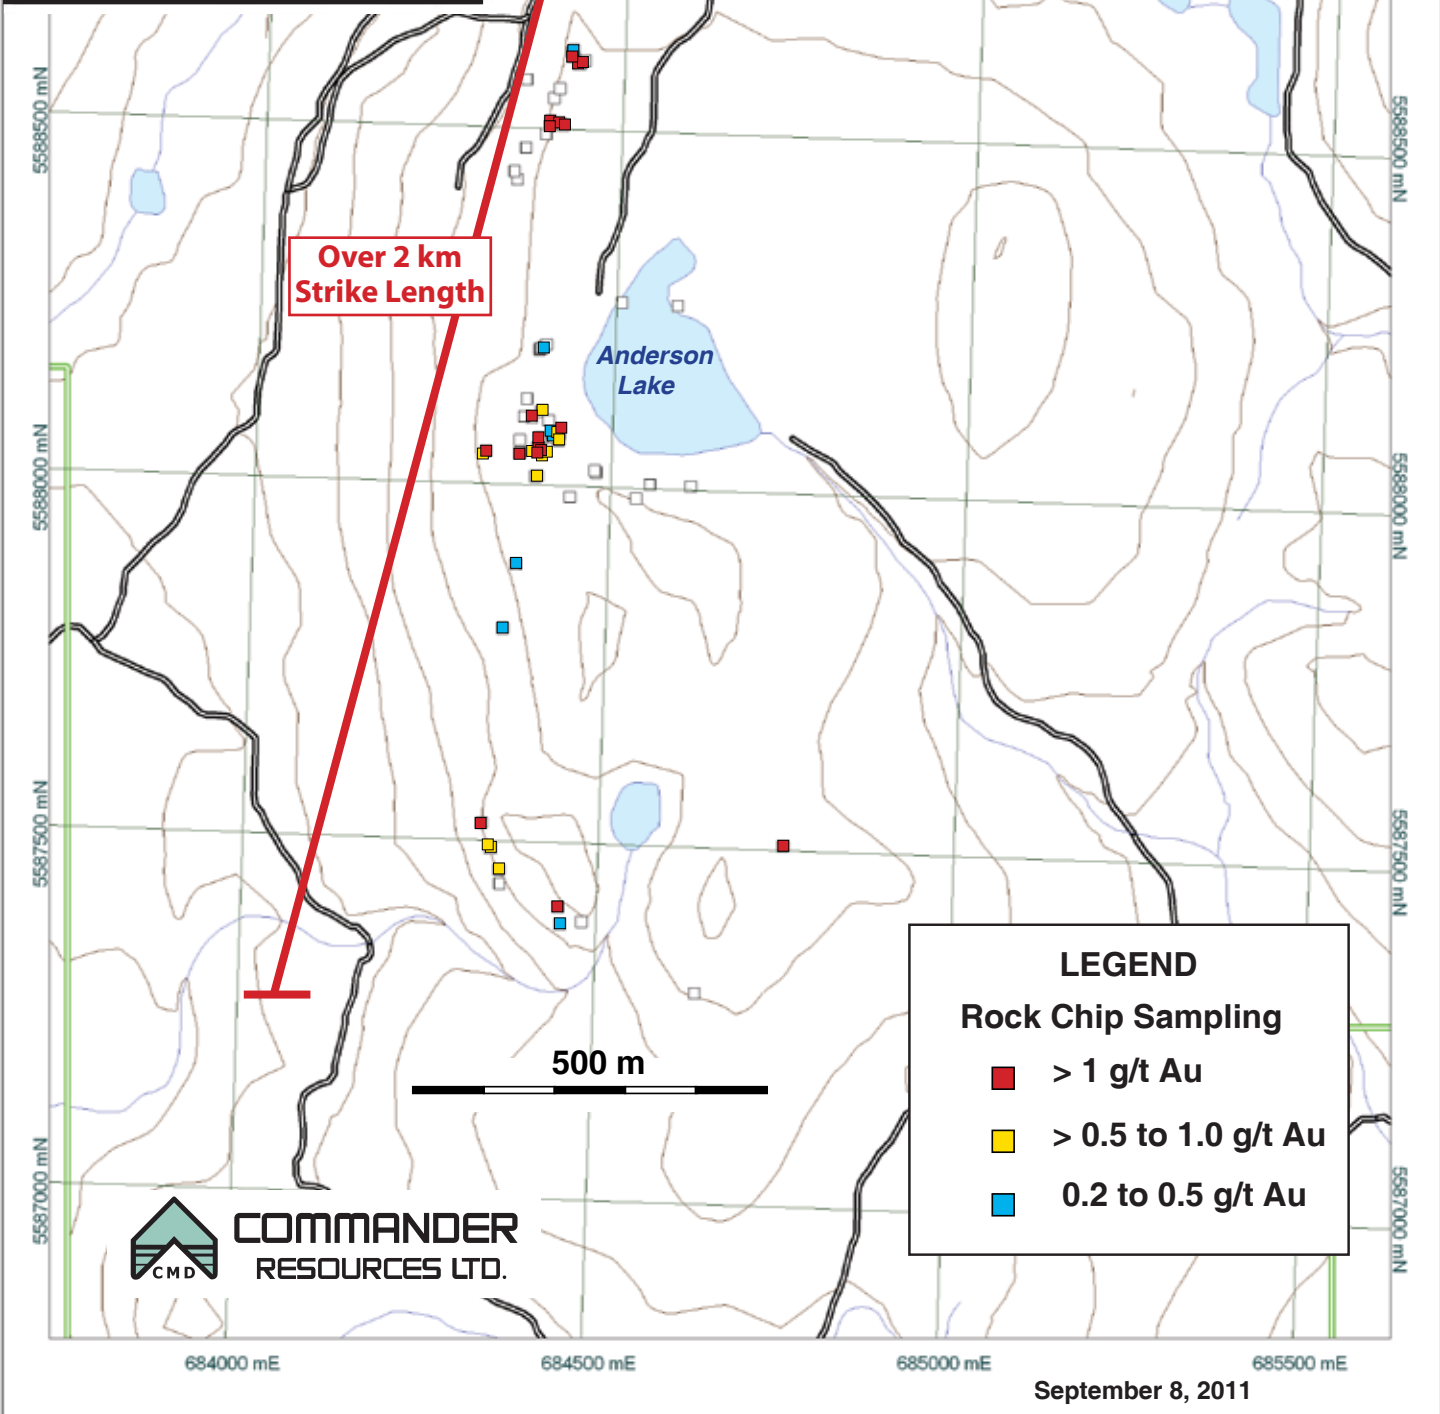 5588500 mN
5588500 mN
Over 2 km
Strike Length
Anderson
Lake
5588000 mN
5588000 mN
5587500 mN
5587500 mN
LEGEND
Rock Chip Sampling
> 1 g/t Au
> 0.5 to 1.0 g/t Au
0.2 to 0.5 g/t Au
500 m
5587000 mN
5587000 mN
COMMANDER
RESOURCES LTD.
CMD
684000 mE
684500 mE
685000 mE
685500 mE
September 8, 2011